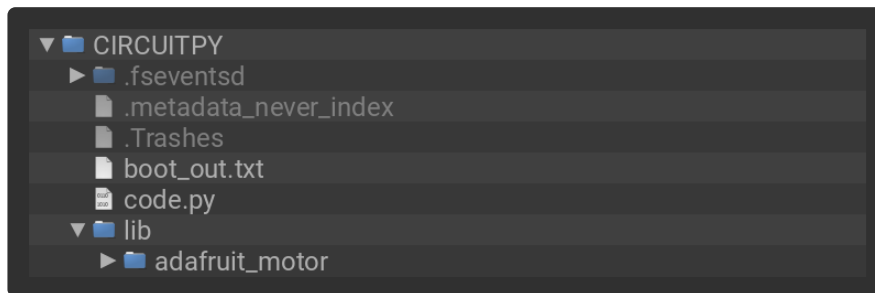 CIRCUITPY
.fseventsd
.metadata_never_index
.Trashes
boot_out.txt
code.py
lib
adafruit_motor